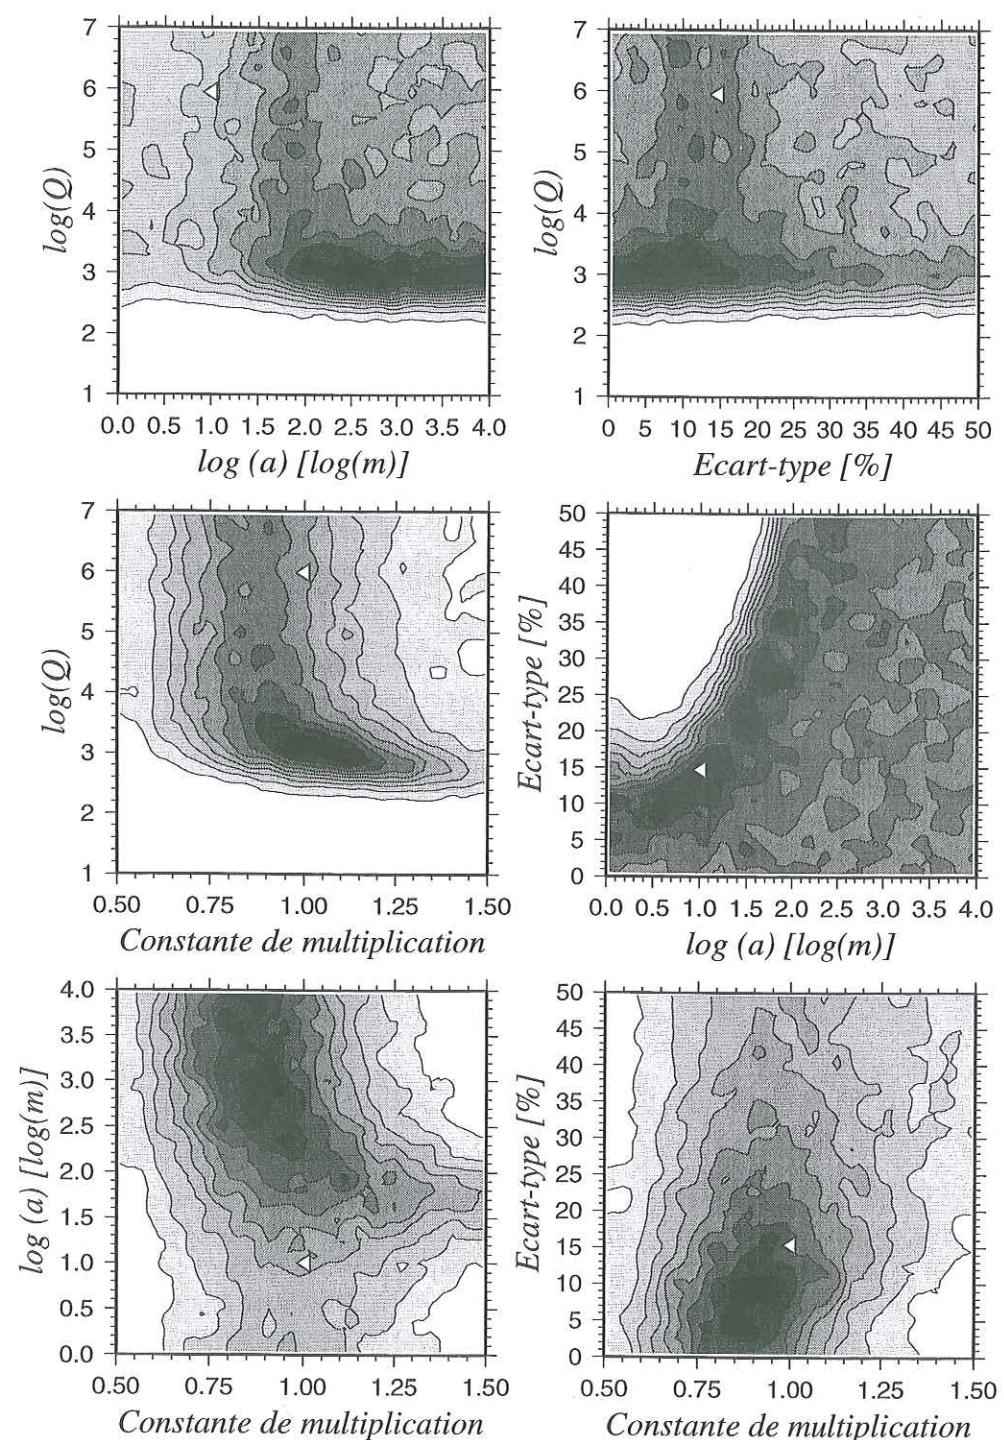 7
6
5
4
3
2
1
log(Q)
0.0 0.5 1.0 1.5 2.0 2.5 3.0 3.5 4.0
log (a) [log(m)]
7
6
5
4
3
2
1
log(Q)
0 5 10 15 20 25 30 35 40 45 50
Ecart-type [%]
7
6
5
4
3
2
1
log(Q)
0.50 0.75 1.00 1.25 1.50
Constante de multiplication
50
45
40
35
30
25
20
15
10
5
0
Ecart-type [%]
0.0 0.5 1.0 1.5 2.0 2.5 3.0 3.5 4.0
log (a) [log(m)]
4.0
3.5
3.0
2.5
2.0
1.5
1.0
0.5
0.0
log (a) [log(m)]
0.50 0.75 1.00 1.25 1.50
Constante de multiplication
50
45
40
35
30
25
20
15
10
5
0
Ecart-type [%]
0.50 0.75 1.00 1.25 1.50
Constante de multiplication